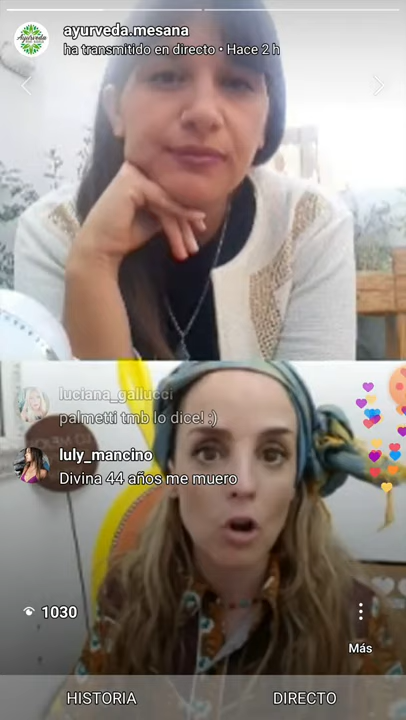 ayurveda.mesana
ha transmitido en directo • Hace 2 h
Ayurveda
luciana_gallucci
palmetti tmb lo dice! :)
luly_mancino
Divina 44 años me muero
1030
Más
HISTORIA
DIRECTO